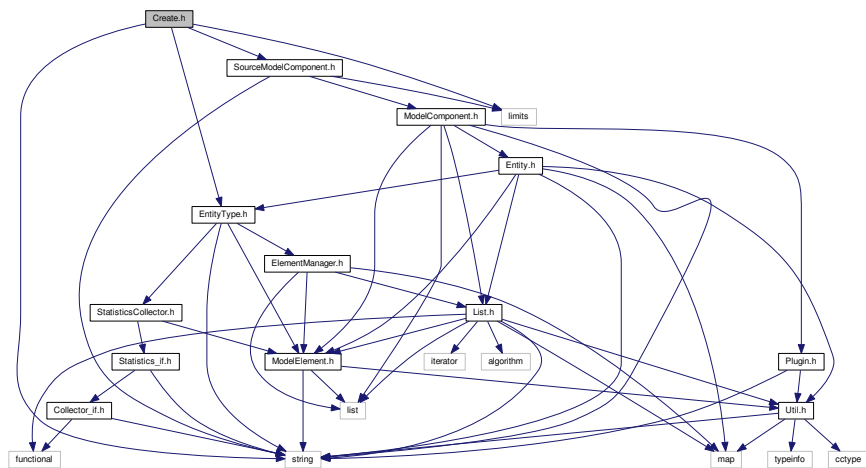 Create.h
SourceModelComponent.h
ModelComponent.h
limits
Entity.h
EntityType.h
ElementManager.h
StatisticsCollector.h
List.h
Statistics_if.h
ModelElement.h
iterator
algorithm
Plugin.h
Collector_if.h
list
Util.h
functional
string
map
typeinfo
cctype